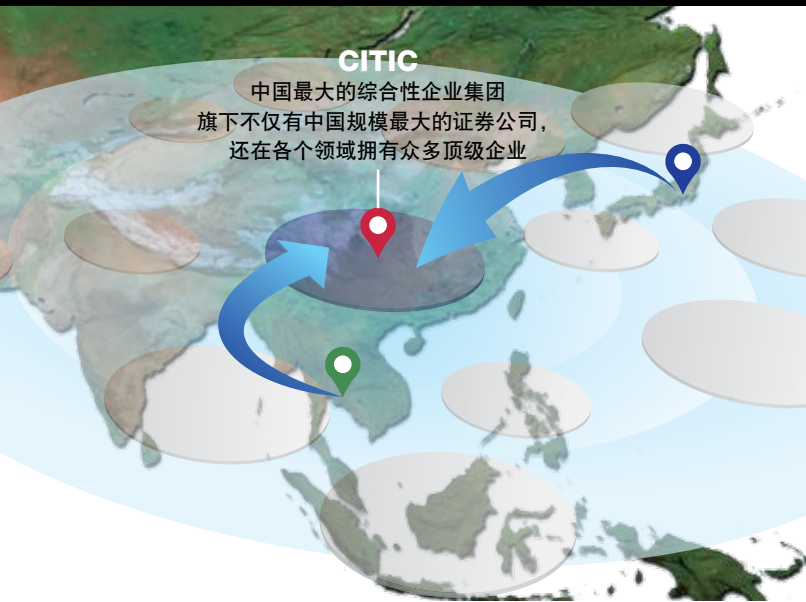 CITIC
中国最大的综合性企业集团
旗下不仅有中国规模最大的证券公司，
还在各个领域拥有众多顶级企业